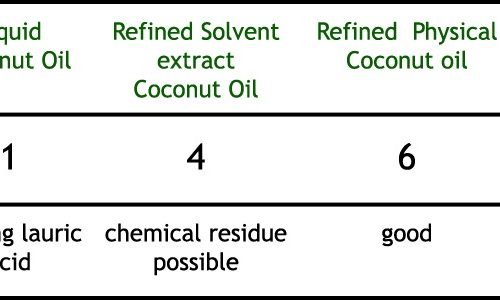 quid
nut Oil
Refined Solvent
extract
Coconut Oil
Refined Physical
Coconut oil
1
4
6
g lauric
cid
chemical residue
possible
good